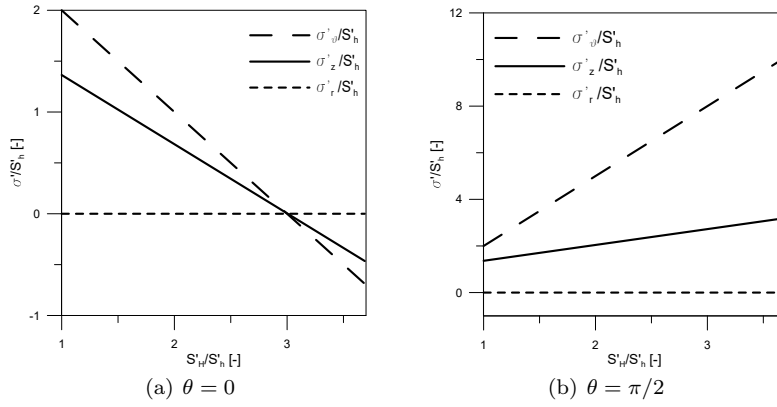 2
1
0
-1
σ'/S'h [-]
σ'ϑ/S'h
σ'z/S'h
σ'r/S'h
1
2
3
S'H/S'h [-]
(a) θ = 0
12
8
4
0
σ'/S'h [-]
σ'ϑ/S'h
σ'z/S'h
σ'r/S'h
1
2
3
S'H/S'h [-]
(b) θ = π/2